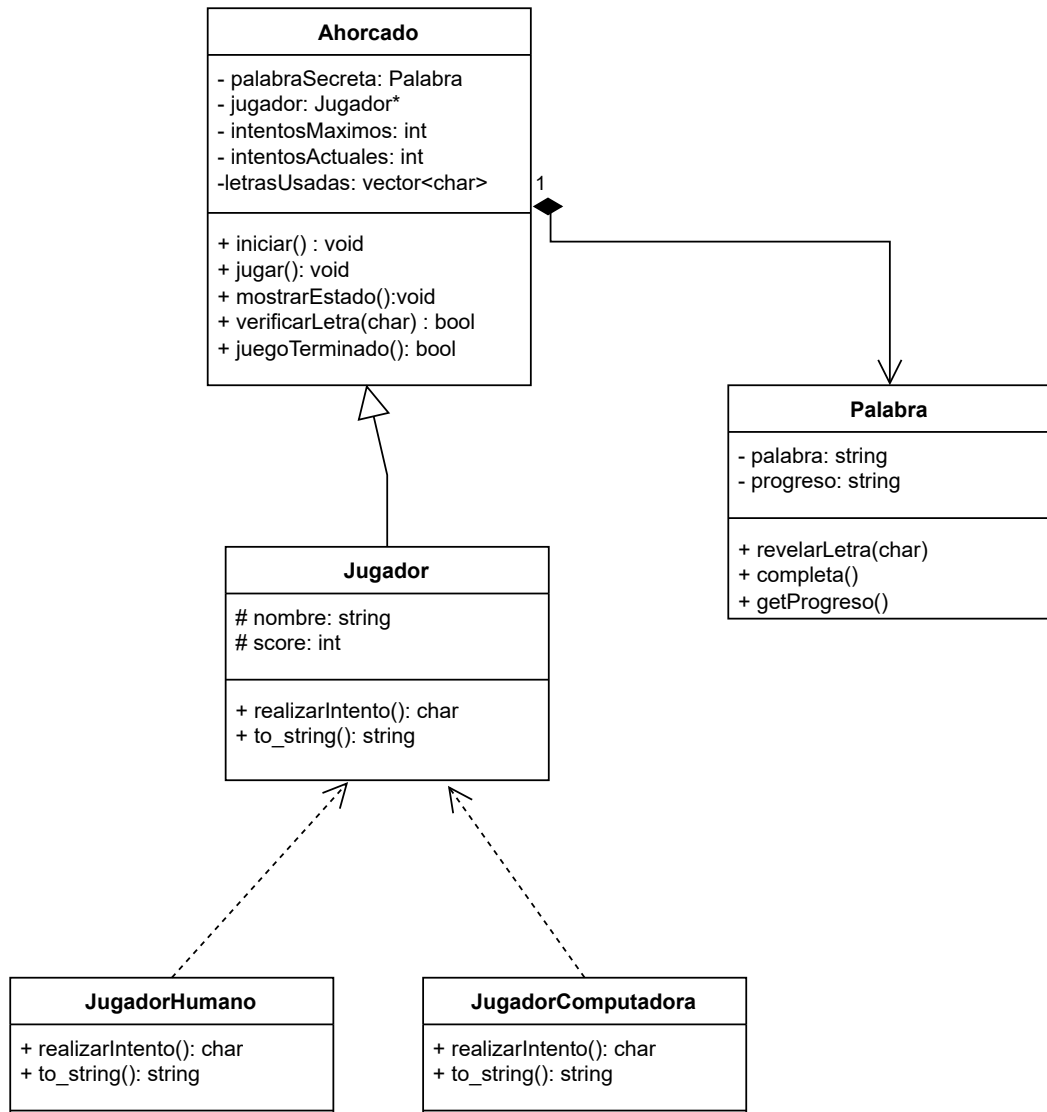 Ahorcado
- palabraSecreta: Palabra
- jugador: Jugador*
- intentosMaximos: int
- intentosActuales: int
-letrasUsadas: vector<char>
1
+ iniciar() : void
+ jugar(): void
+ mostrarEstado():void
+ verificarLetra(char) : bool
+ juegoTerminado(): bool
Palabra
- palabra: string
- progreso: string
+ revelarLetra(char)
+ completa()
+ getProgreso()
Jugador
# nombre: string
# score: int
+ realizarIntento(): char
+ to_string(): string
JugadorHumano
+ realizarIntento(): char
+ to_string(): string
JugadorComputadora
+ realizarIntento(): char
+ to_string(): string